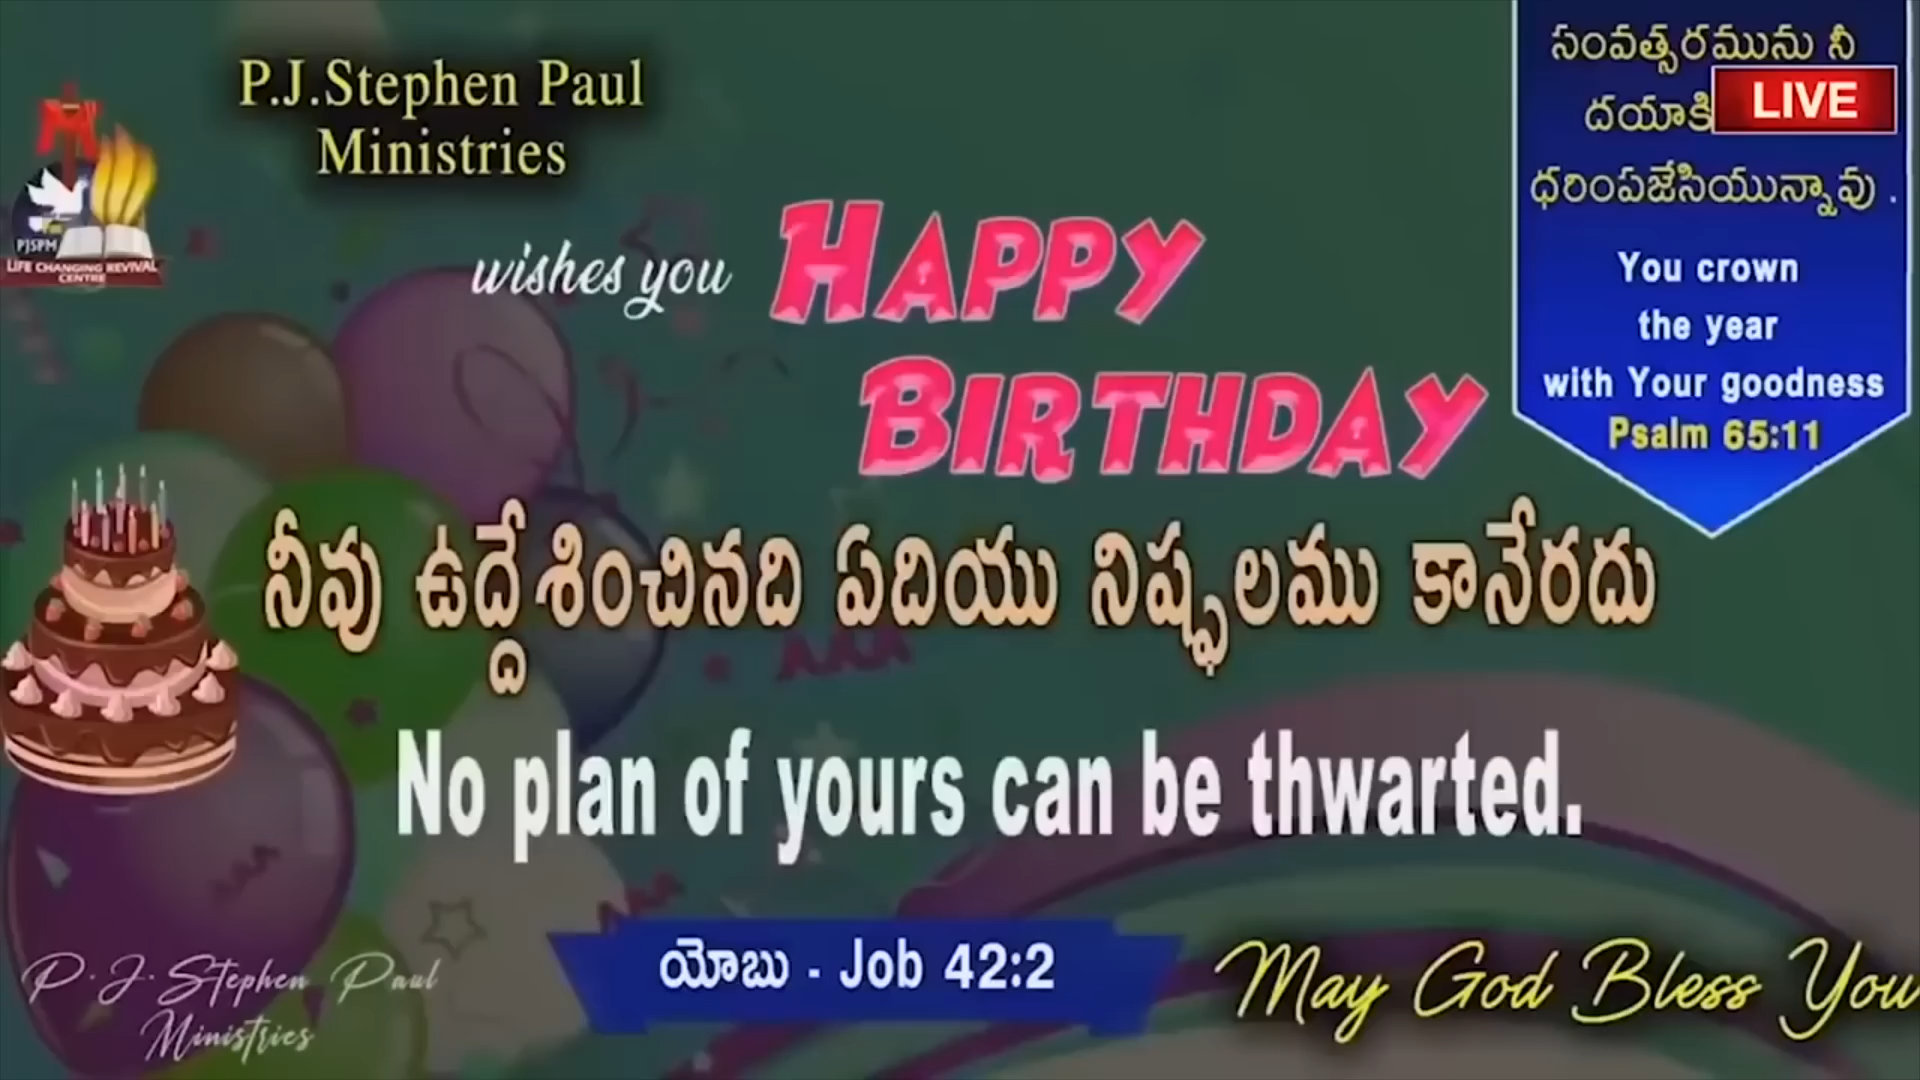 P.J.Stephen Paul
Ministries
PJSPM
LIFE CHANGING REVIVAL
CENTRE
wishes you
HAPPY
BIRTHDAY
సంవత్సరమును నీ
దయాకి
LIVE
ధరింపజేసియున్నావు .
You crown
the year
with Your goodness
Psalm 65:11
నీవు ఉద్దేశించినది ఏదియు నిష్ఫలము కానేరదు
No plan of yours can be thwarted.
యోబు - Job 42:2
P.J.Stephen Paul
Ministries
May God Bless You